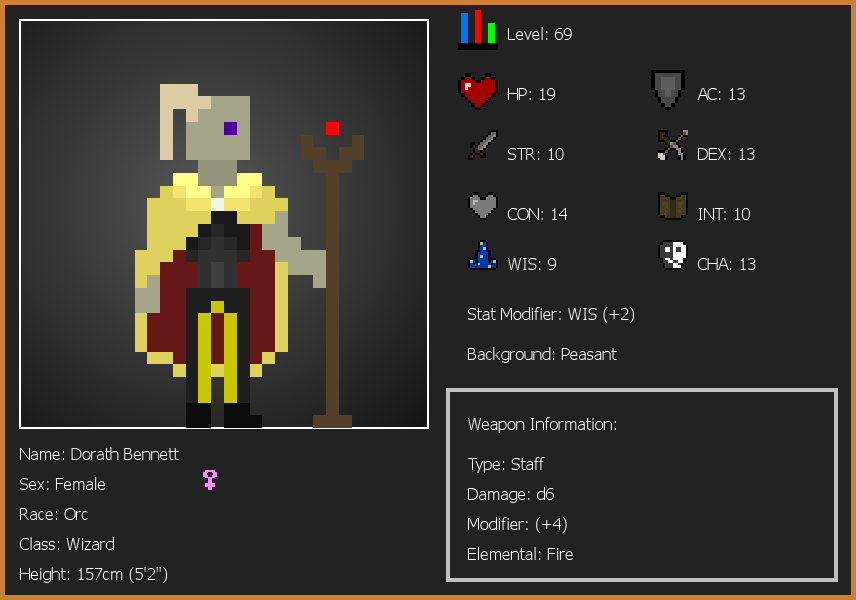 Level: 69
HP: 19
AC: 13
STR: 10
DEX: 13
CON: 14
INT: 10
WIS: 9
CHA: 13
Stat Modifier: WIS (+2)
Background: Peasant
Weapon Information:
Type: Staff
Damage: d6
Modifier: (+4)
Elemental: Fire
Name: Dorath Bennett
Sex: Female
Race: Orc
Class: Wizard
Height: 157cm (5'2")